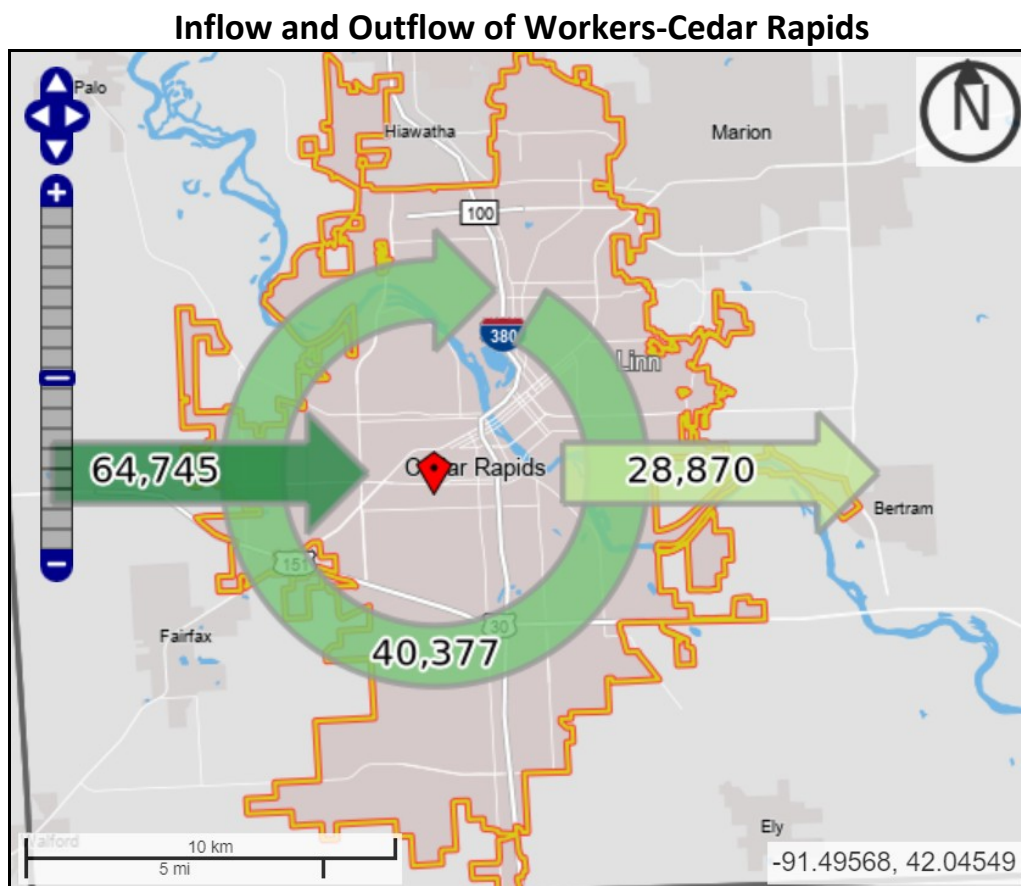 Inflow and Outflow of Workers-Cedar Rapids
Palo
Hiawatha
Marion
N
100
380
Linn
64,745
Cedar Rapids
28,870
Bertram
151
30
Fairfax
40,377
Walford
10 km
5 mi
Ely
-91.49568, 42.04549